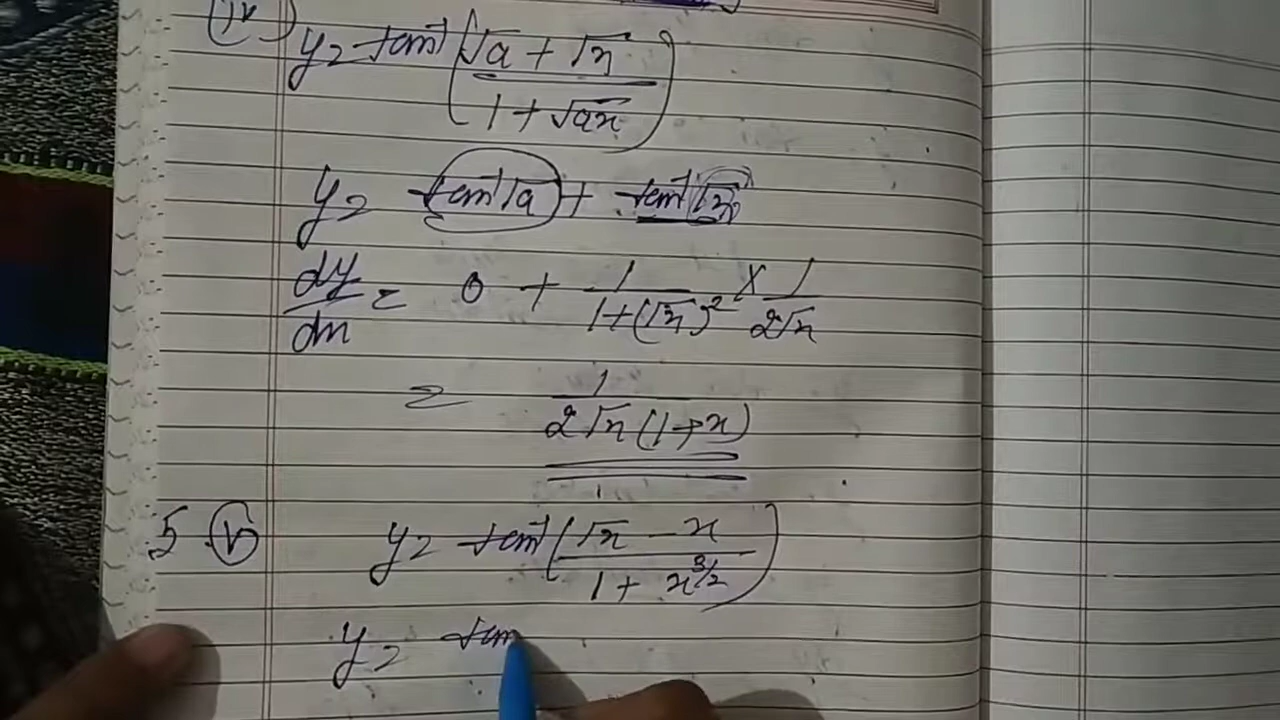 (iv) y = tan⁻¹((√a + √x)/(1 + √ax))
y = tan⁻¹√a + tan⁻¹(√x)
dy/dx = 0 + 1/(1+(√x)²) × 1/(2√x)
= 1/(2√x(1+x))
5 (v) y = tan⁻¹((√x − x)/(1 + x^(3/2)))
y = tan